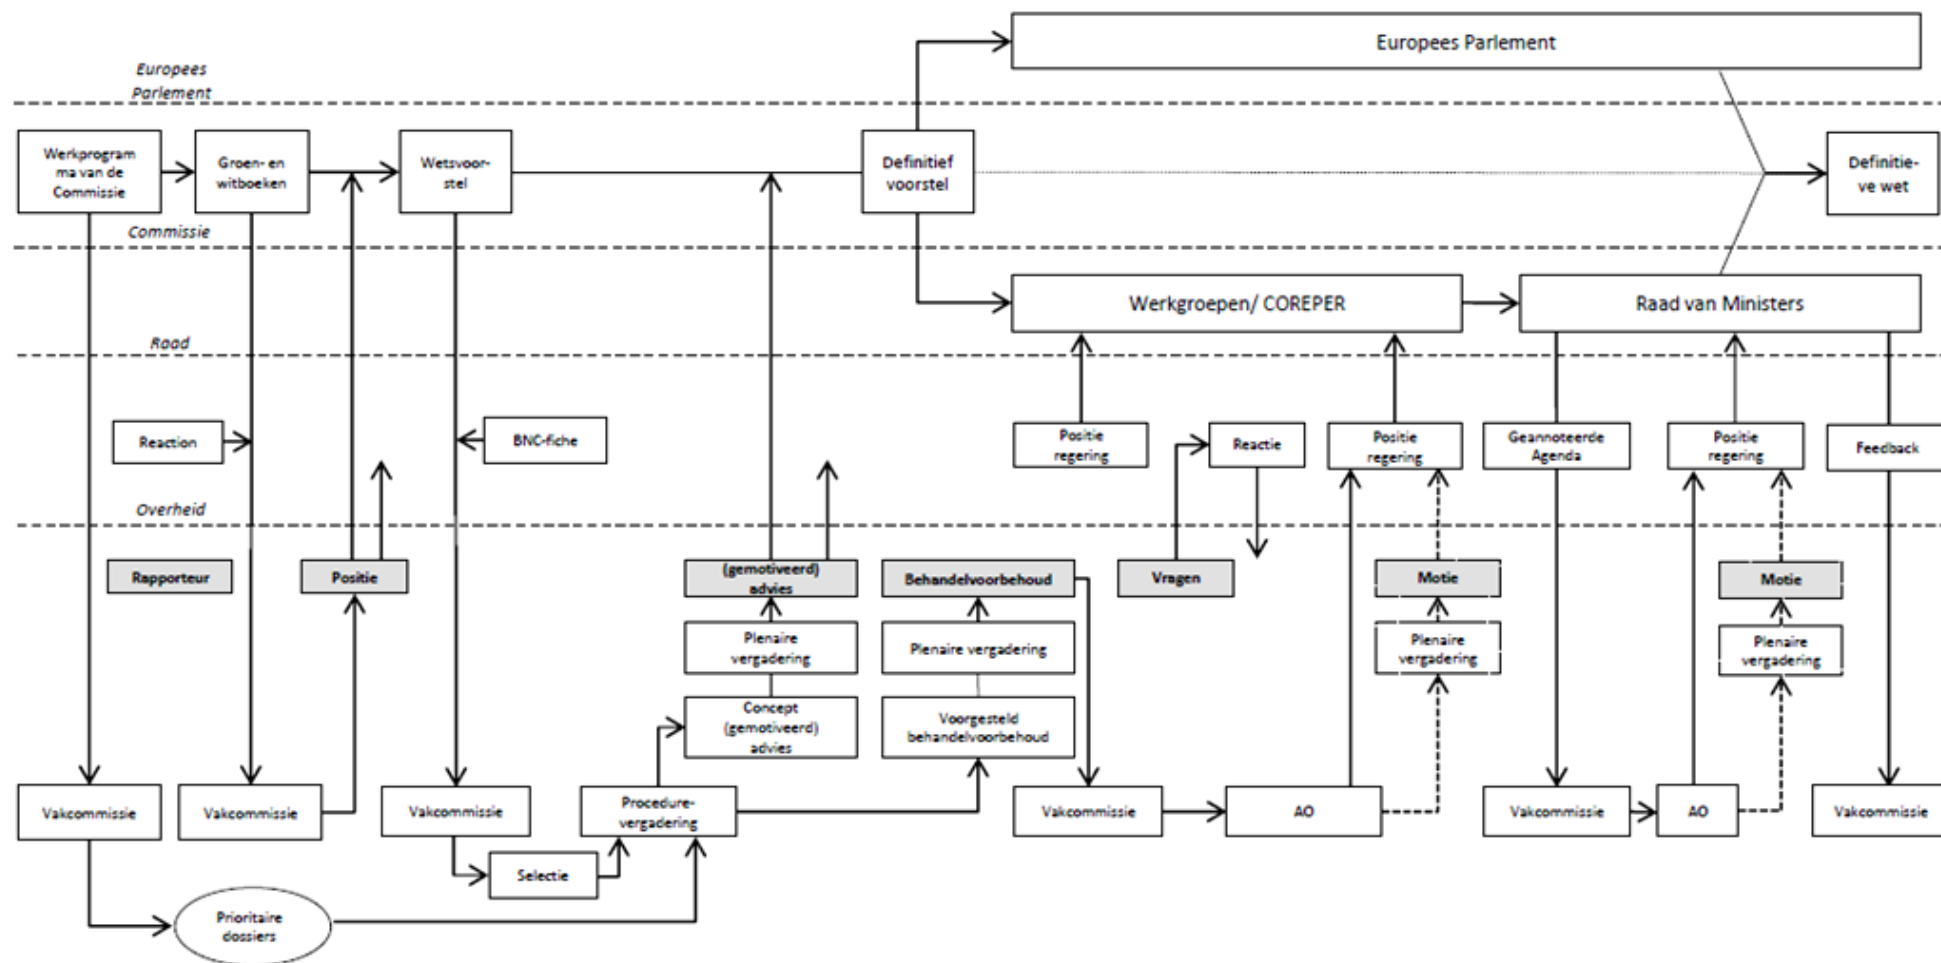 Europees Parlement
Europees
Parlement
Werkprogram
ma van de
Commissie
Groen- en
witboeken
Wetsvoor-
stel
Definitief
voorstel
Definitie-
ve wet
Commissie
Werkgroepen/ COREPER
Raad van Ministers
Raad
Reaction
BNC-fiche
Positie
regering
Reactie
Positie
regering
Geannoteerde
Agenda
Positie
regering
Feedback
Overheid
Rapporteur
Positie
(gemotiveerd)
advies
Behandelvoorbehoud
Vragen
Motie
Motie
Plenaire
vergadering
Plenaire vergadering
Plenaire
vergadering
Plenaire
vergadering
Concept
(gemotiveerd)
advies
Voorgesteld
behandelvoorbehoud
Vakcommissie
Vakcommissie
Vakcommissie
Procedure-
vergadering
Vakcommissie
AO
Vakcommissie
AO
Vakcommissie
Selectie
Prioritaire
dossiers